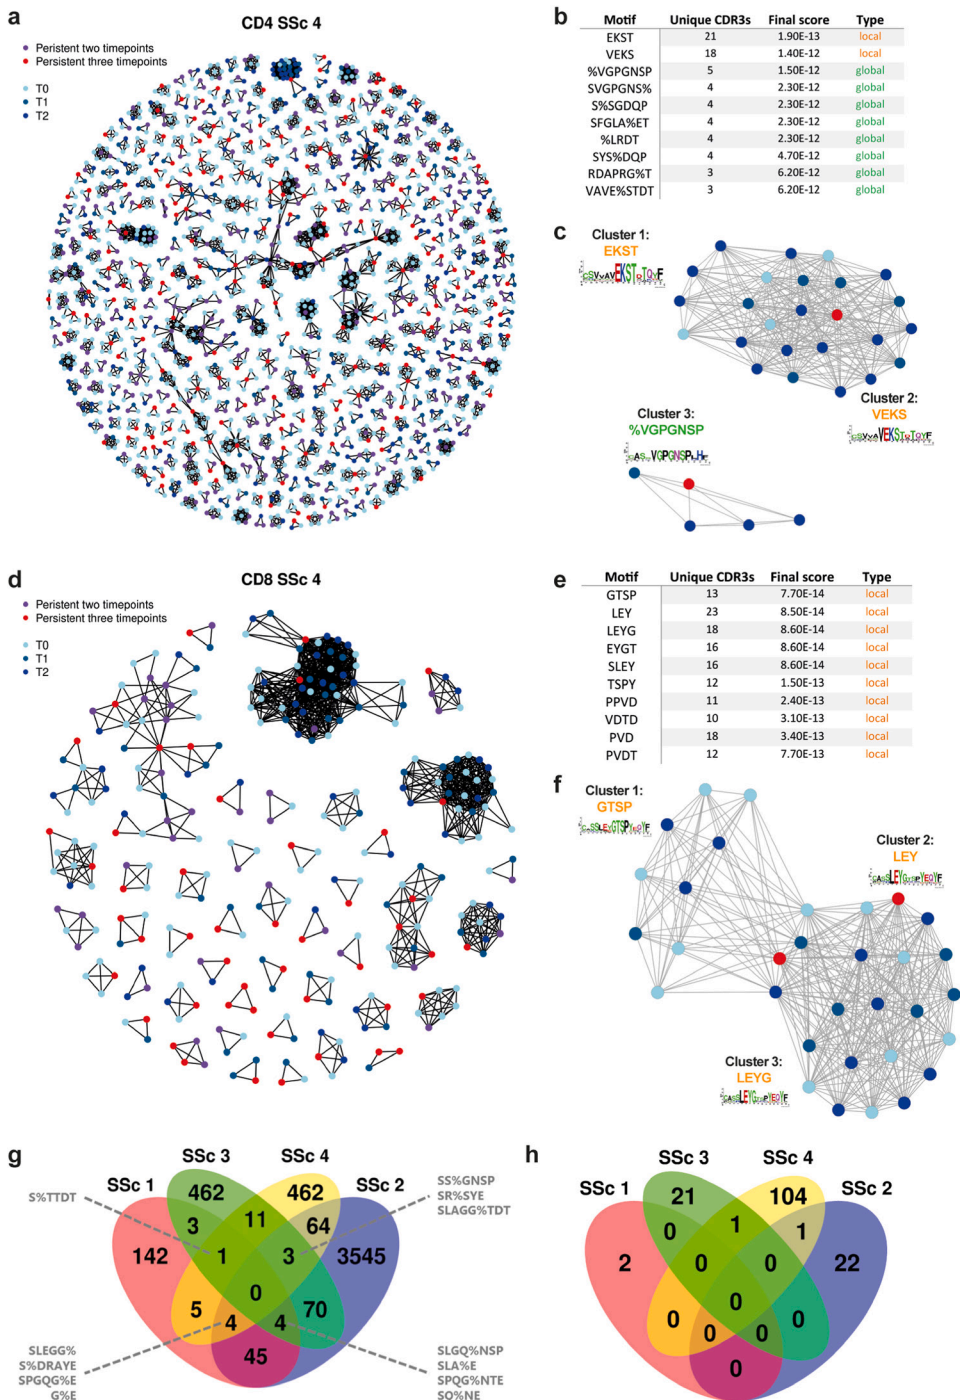 a
CD4 SSc 4
Peristent two timepoints
Persistent three timepoints
T0
T1
T2
b
Motif Unique CDR3s Final score Type
EKST 21 1.90E-13 local
VEKS 18 1.40E-12 local
%VGPGNSP 5 1.50E-12 global
SVGPGNS% 4 2.30E-12 global
S%SGDQP 4 2.30E-12 global
SFGLA%ET 4 2.30E-12 global
%LRDT 4 2.30E-12 global
SYS%DQP 4 4.70E-12 global
RDAPRG%T 3 6.20E-12 global
VAVE%STDT 3 6.20E-12 global
c
Cluster 1:
EKST
Cluster 2:
VEKS
Cluster 3:
%VGPGNSP
d
CD8 SSc 4
Peristent two timepoints
Persistent three timepoints
T0
T1
T2
e
Motif Unique CDR3s Final score Type
GTSP 13 7.70E-14 local
LEY 23 8.50E-14 local
LEYG 18 8.60E-14 local
EYGT 16 8.60E-14 local
SLEY 16 8.60E-14 local
TSPY 12 1.50E-13 local
PPVD 11 2.40E-13 local
VDTD 10 3.10E-13 local
PVD 18 3.40E-13 local
PVDT 12 7.70E-13 local
f
Cluster 1:
GTSP
Cluster 2:
LEY
Cluster 3:
LEYG
g
SSc 1 SSc 3 SSc 4 SSc 2
S%TTDT
SS%GNSP
SR%SYE
SLAGG%TDT
462 462
3 11 64
142 1 3 3545
0
5 4 4 70
45
SLEGG%
S%DRAYE
SPGQG%E
G%E
SLGQ%NSP
SLA%E
SPQG%NTE
SQ%NE
h
SSc 1 SSc 3 SSc 4 SSc 2
21 104
0 1 1
2 0 0 22
0
0 0 0 0
0